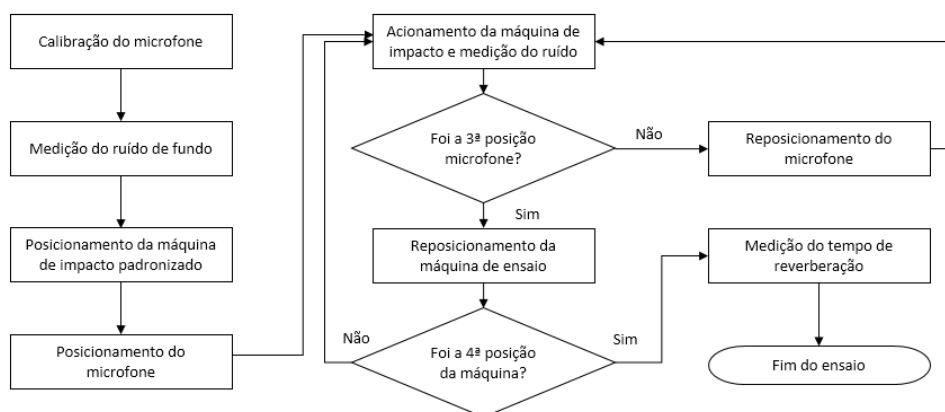 Calibração do microfone
Medição do ruído de fundo
Posicionamento da máquina
de impacto padronizado
Posicionamento do
microfone
Acionamento da máquina de
impacto e medição do ruído
Foi a 3ª posição
microfone?
Não
Reposicionamento do
microfone
Sim
Reposicionamento da
máquina de ensaio
Foi a 4ª posição
da máquina?
Não
Sim
Medição do tempo de
reverberação
Fim do ensaio